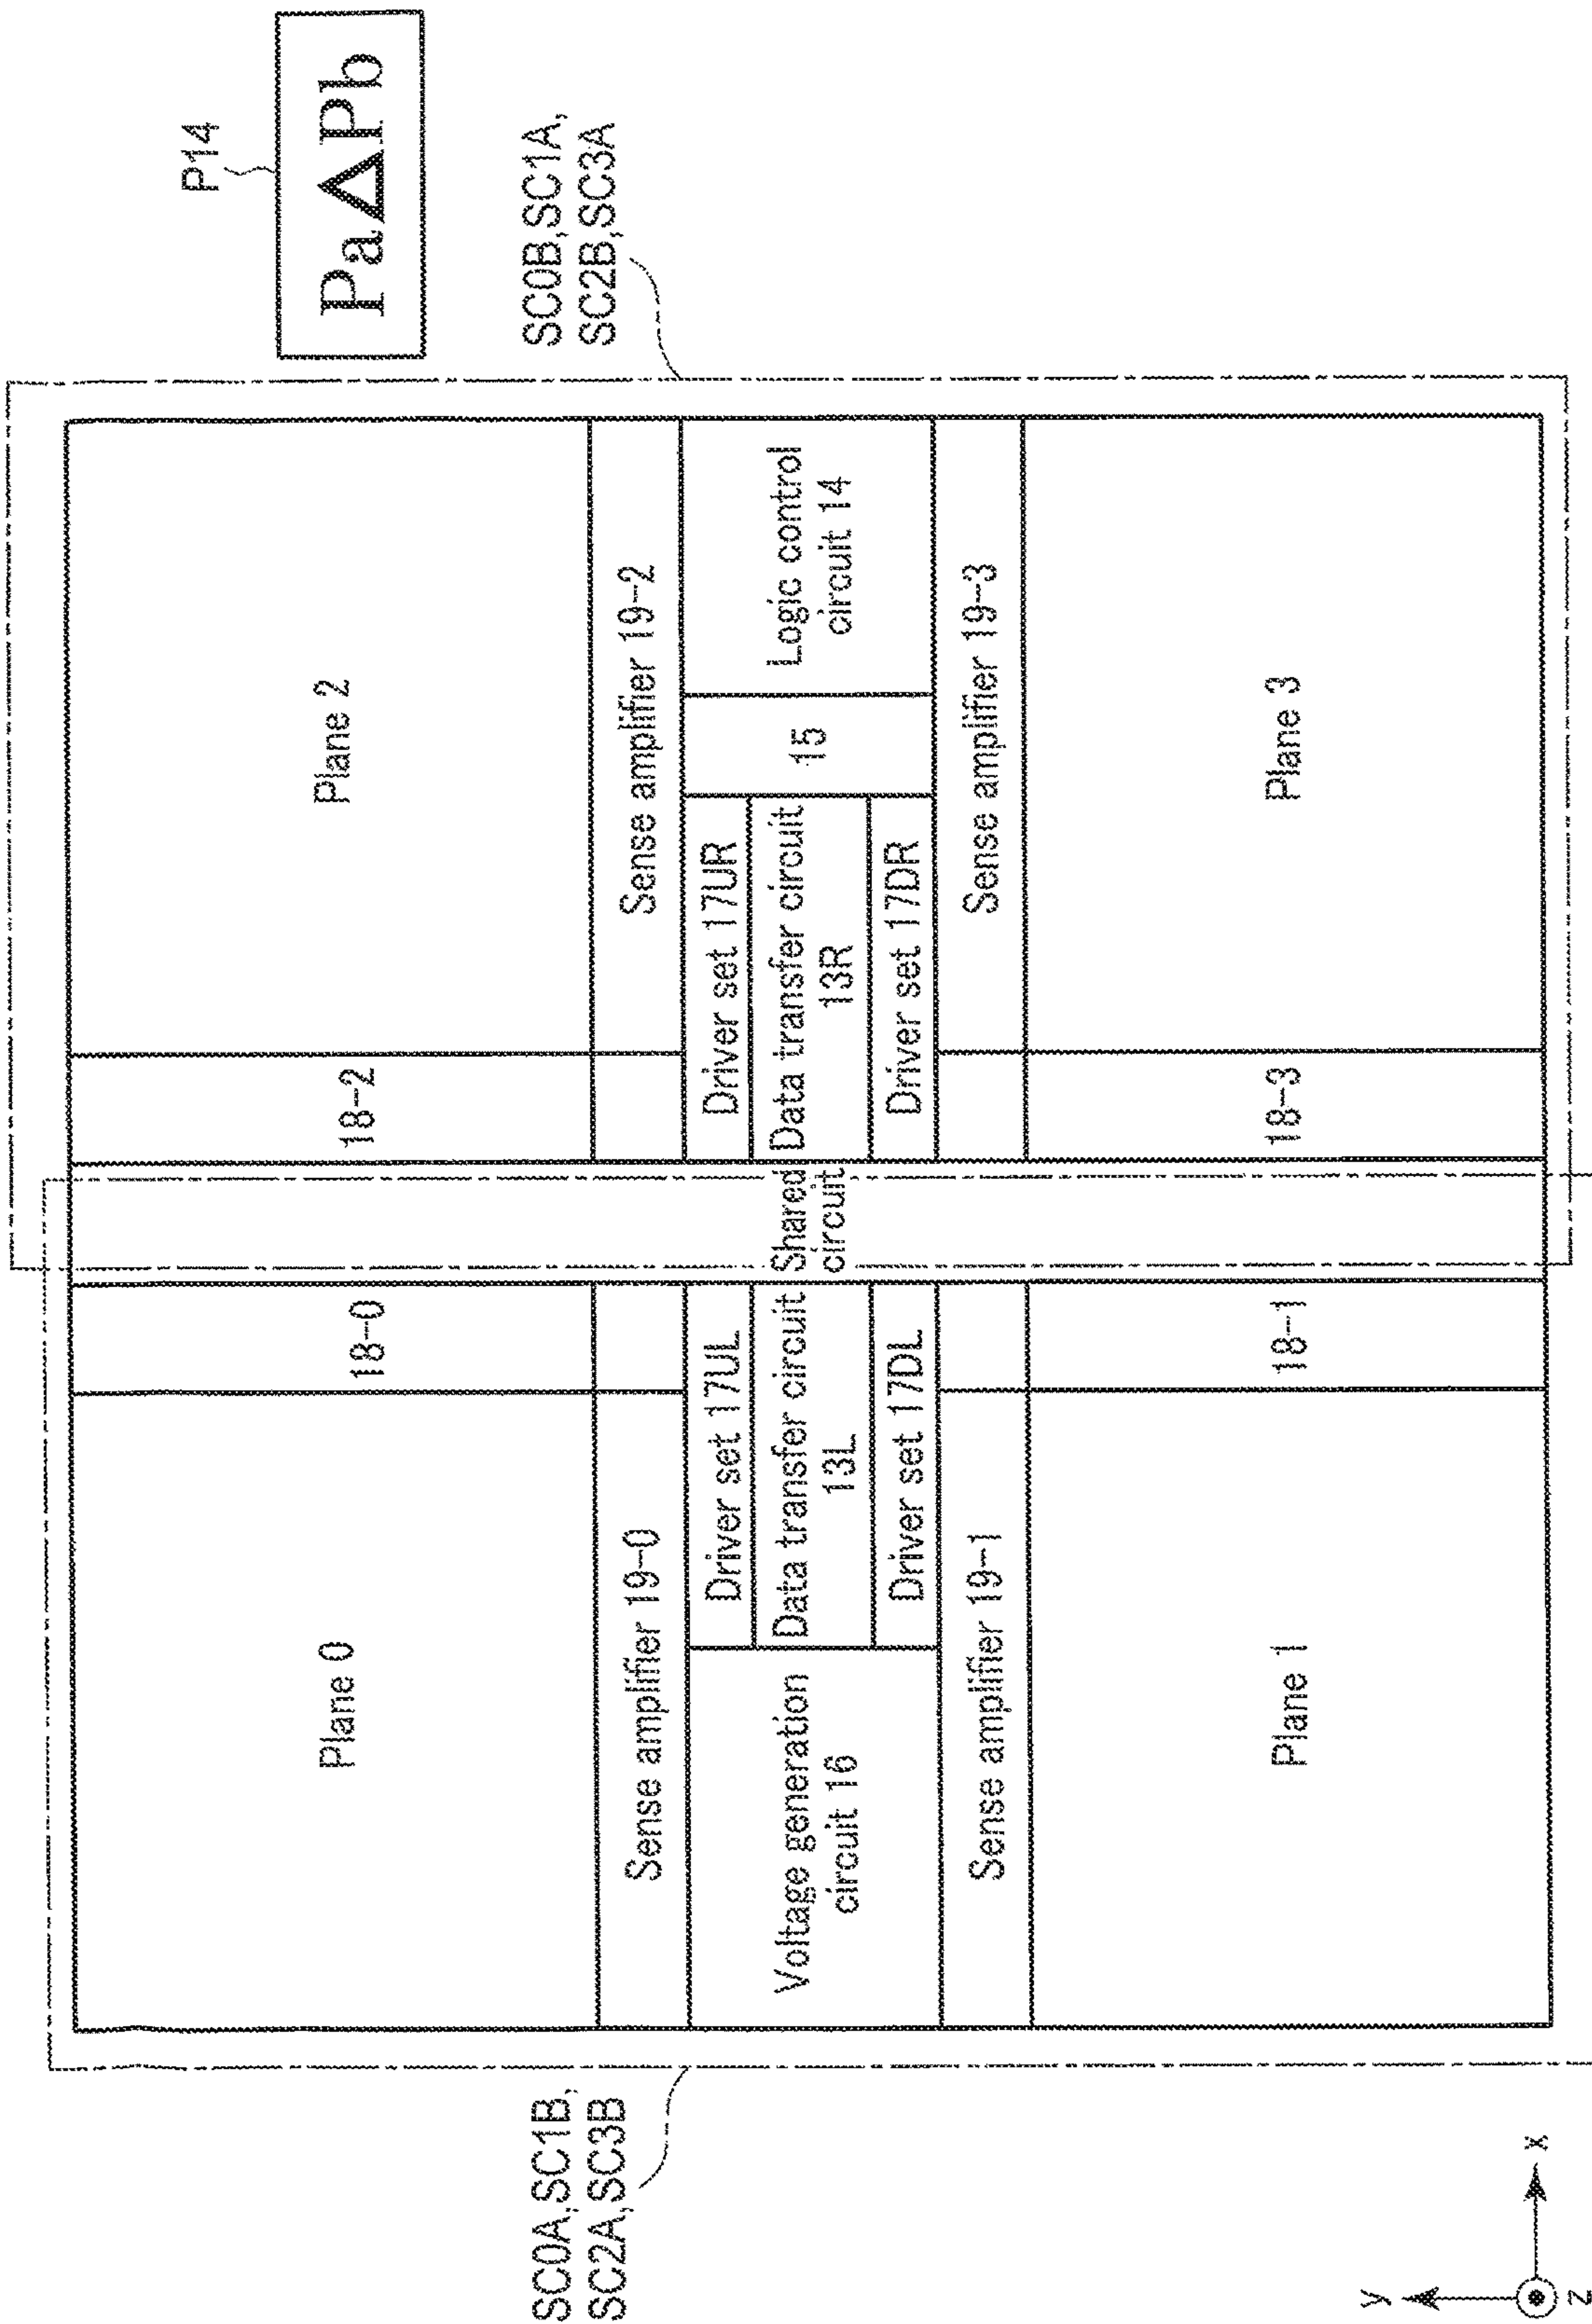 P14
Pa△Pb
SC0A,SC1B,
SC2A,SC3B
SC0B,SC1A,
SC2B,SC3A
Plane 0
18-0
18-2
Plane 2
Sense amplifier 19-0
Sense amplifier 19-2
Voltage generation
circuit 16
Driver set 17UL
Data transfer circuit
13L
Driver set 17DL
Shared
circuit
Driver set 17UR
Data transfer circuit
13R
Driver set 17DR
15
Logic control
circuit 14
Sense amplifier 19-1
Sense amplifier 19-3
Plane 1
18-1
18-3
Plane 3
y
x
z